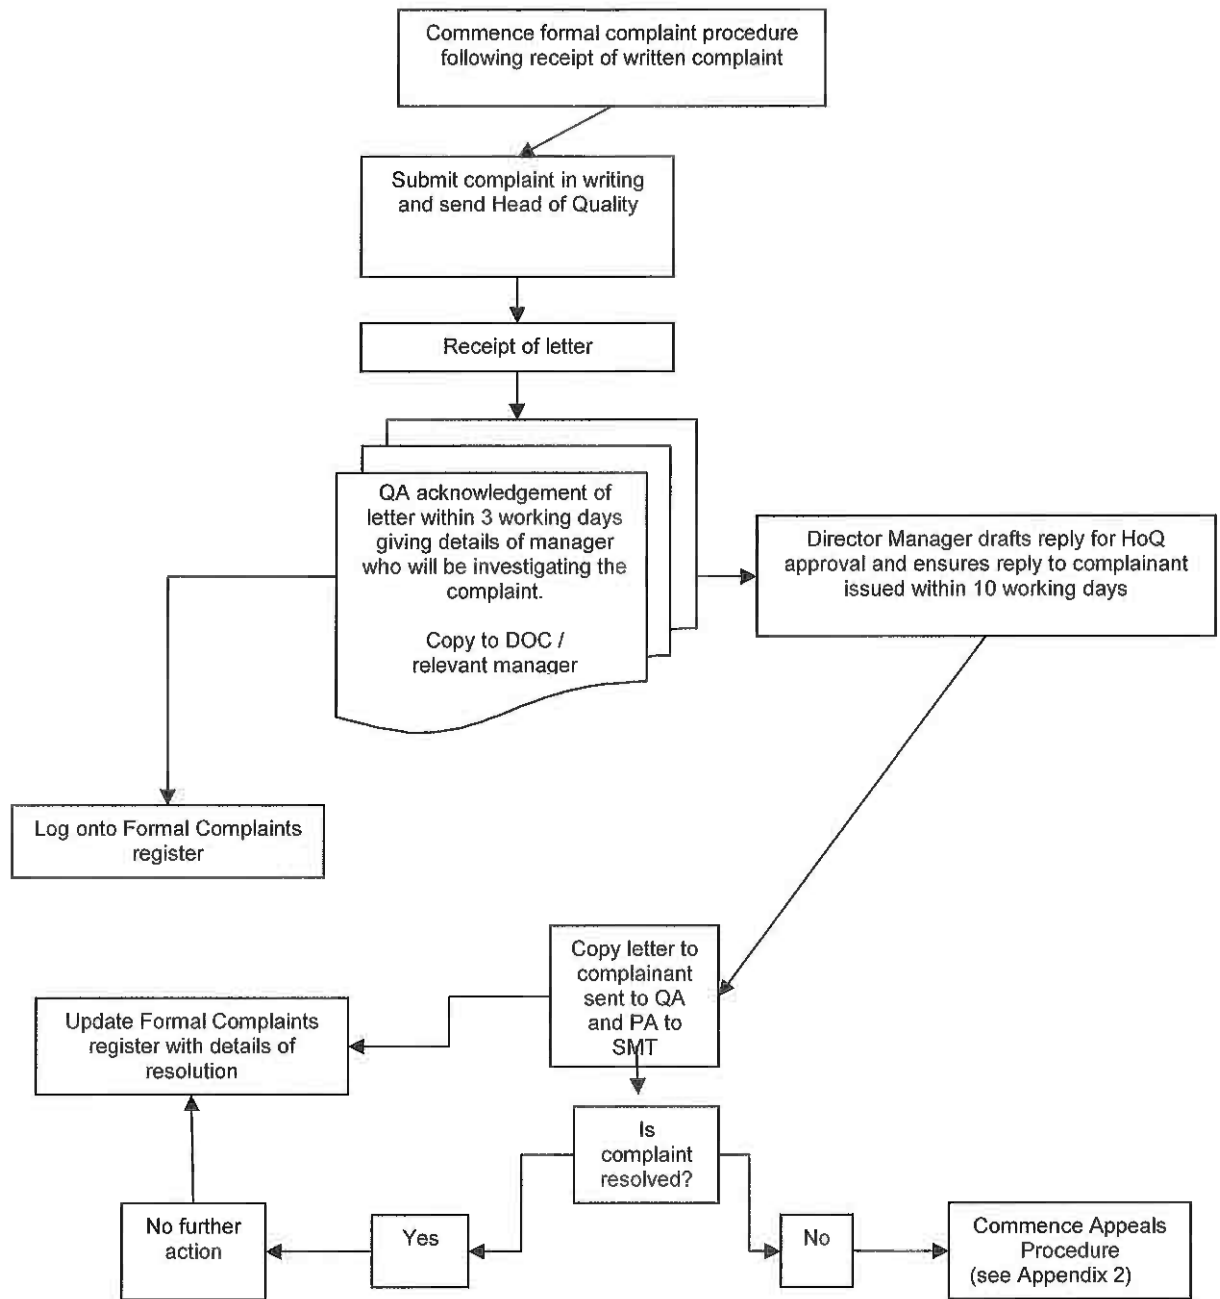 Commence formal complaint procedure
following receipt of written complaint
Submit complaint in writing
and send Head of Quality
Receipt of letter
QA acknowledgement of
letter within 3 working days
giving details of manager
who will be investigating the
complaint.
Copy to DOC /
relevant manager
Director Manager drafts reply for HoQ
approval and ensures reply to complainant
issued within 10 working days
Log onto Formal Complaints
register
Copy letter to
complainant
sent to QA
and PA to
SMT
Update Formal Complaints
register with details of
resolution
Is
complaint
resolved?
No further
action
Yes
No
Commence Appeals
Procedure
(see Appendix 2)